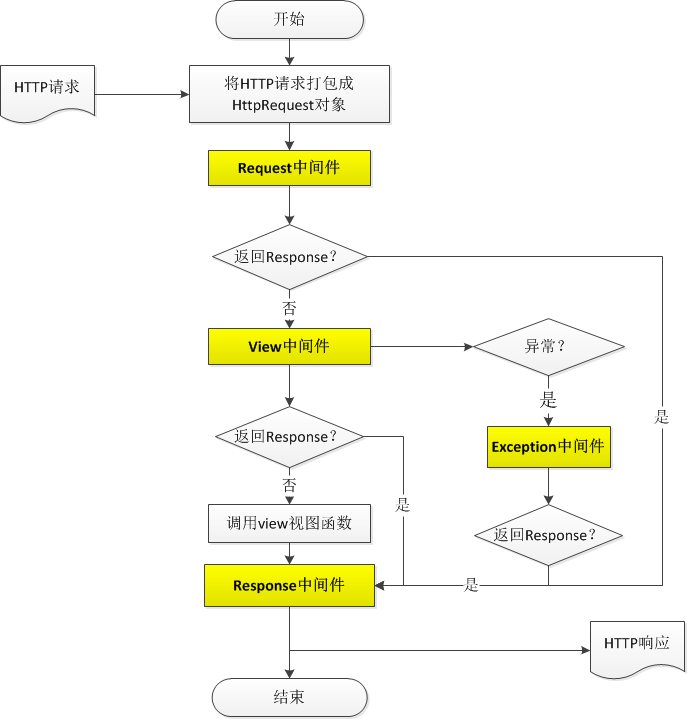 开始
HTTP请求
将HTTP请求打包成
HttpRequest对象
Request中间件
返回Response？
否
View中间件
异常？
是
是
返回Response？
Exception中间件
否
是
调用view视图函数
返回Response？
Response中间件
是
HTTP响应
结束